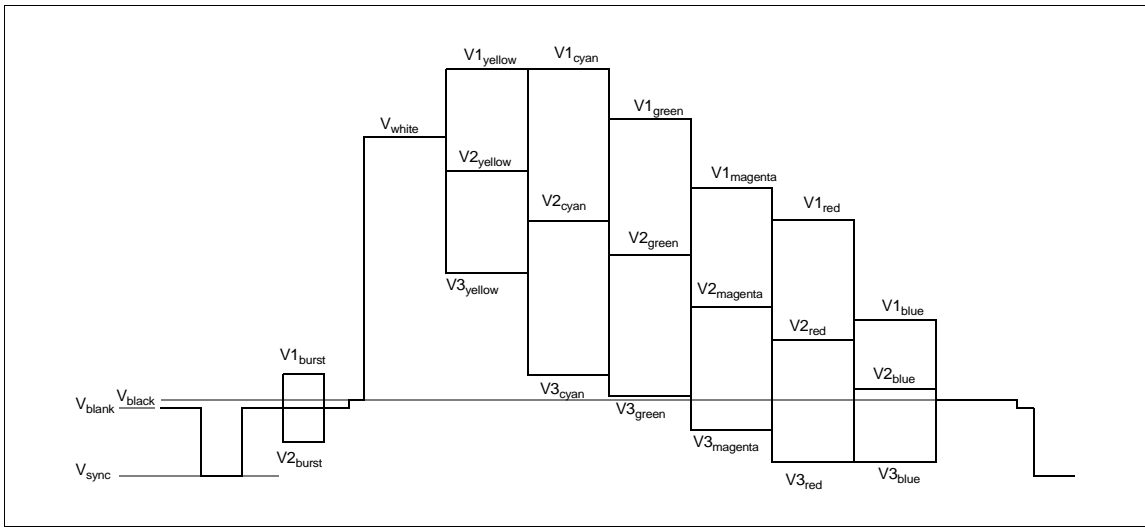 V1yellow
V1cyan
V1green
Vwhite
V2yellow
V1magenta
V2cyan
V1red
V2green
V3yellow
V2magenta
V1blue
V2red
V1burst
V2blue
V3cyan
Vblack
Vblank
V3green
V3magenta
V2burst
Vsync
V3red
V3blue